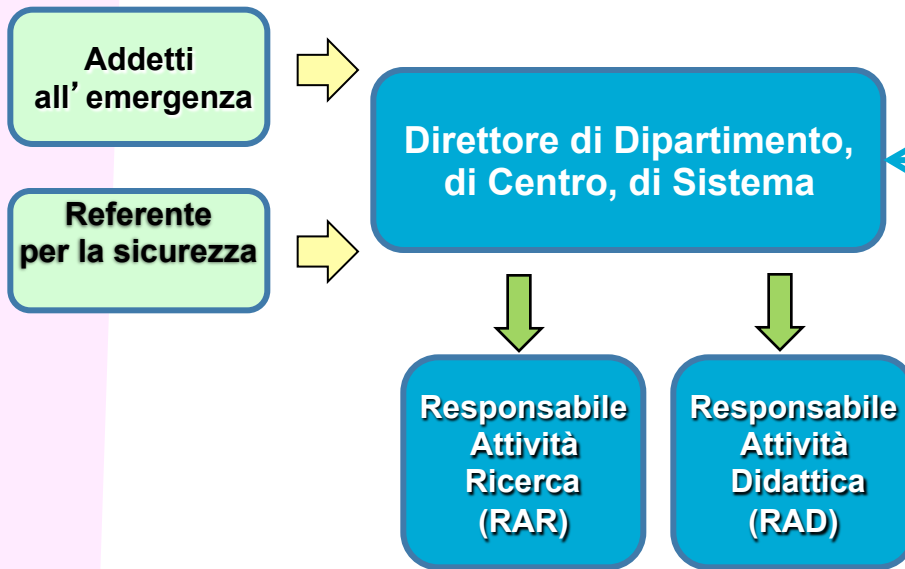 Addetti
all’emergenza
Direttore di Dipartimento,
di Centro, di Sistema
Referente
per la sicurezza
Responsabile
Attività
Ricerca
(RAR)
Responsabile
Attività
Didattica
(RAD)